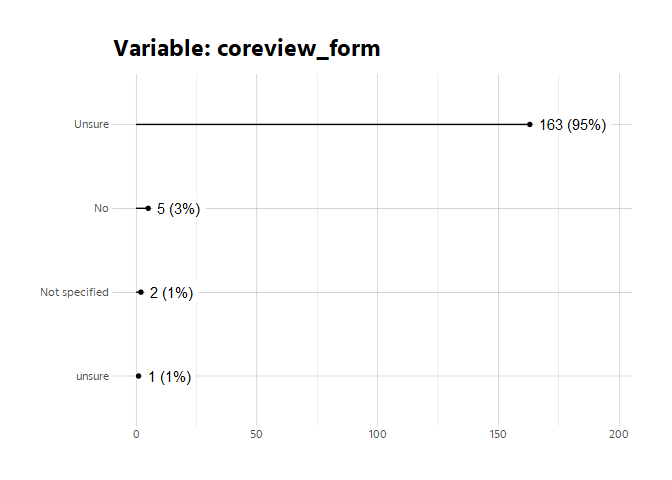 Variable: coreview_form
Unsure
163 (95%)
No
5 (3%)
Not specified
2 (1%)
unsure
1 (1%)
0
50
100
150
200